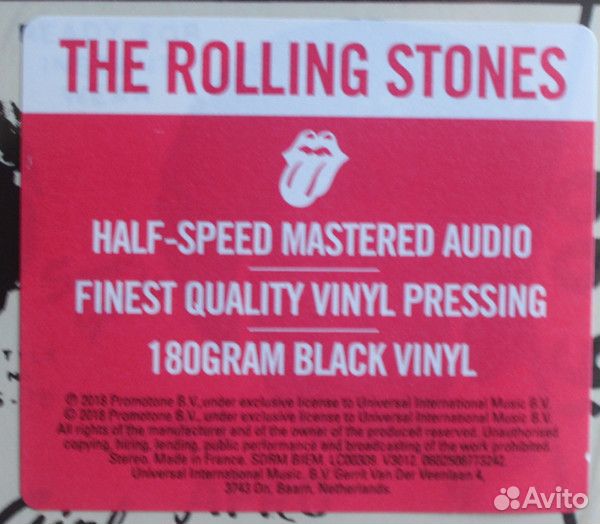 THE ROLLING STONES
HALF-SPEED MASTERED AUDIO
FINEST QUALITY VINYL PRESSING
180GRAM BLACK VINYL
℗ 2018 Promotone B.V., under exclusive license to Universal International Music B.V.
© 2018 Promotone B.V., under exclusive license to Universal International Music B.V.
All rights of the manufacturer and of the owner of the produced reserved. Unauthorised
copying, hiring, lending, public performance and broadcasting of the work prohibited.
Stereo. Made in France. SDRM BIEM. LC00309. V3012.
Universal International Music. B.V Gerrit Van Der Veenlaan 4,
3743 Dn, Baarn, Netherlands.
Avito